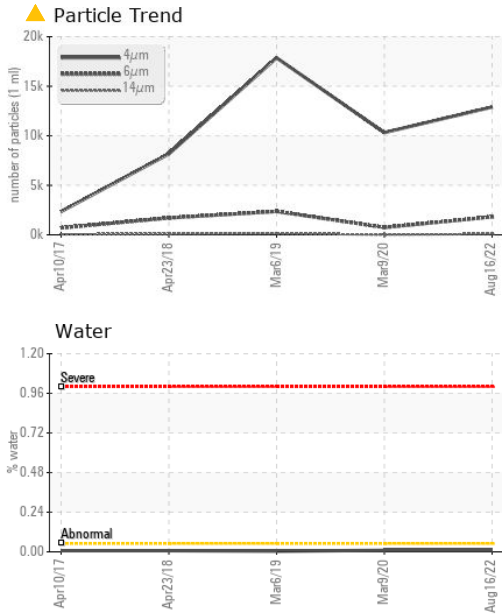 Particle Trend
20k
15k
10k
5k
0k
number of particles (1 ml)
4µm
6µm
14µm
Apr10/17
Apr23/18
Mar6/19
Mar9/20
Aug16/22
Water
1.20
0.96
0.72
0.48
0.24
0.00
% water
Severe
Abnormal
Apr10/17
Apr23/18
Mar6/19
Mar9/20
Aug16/22